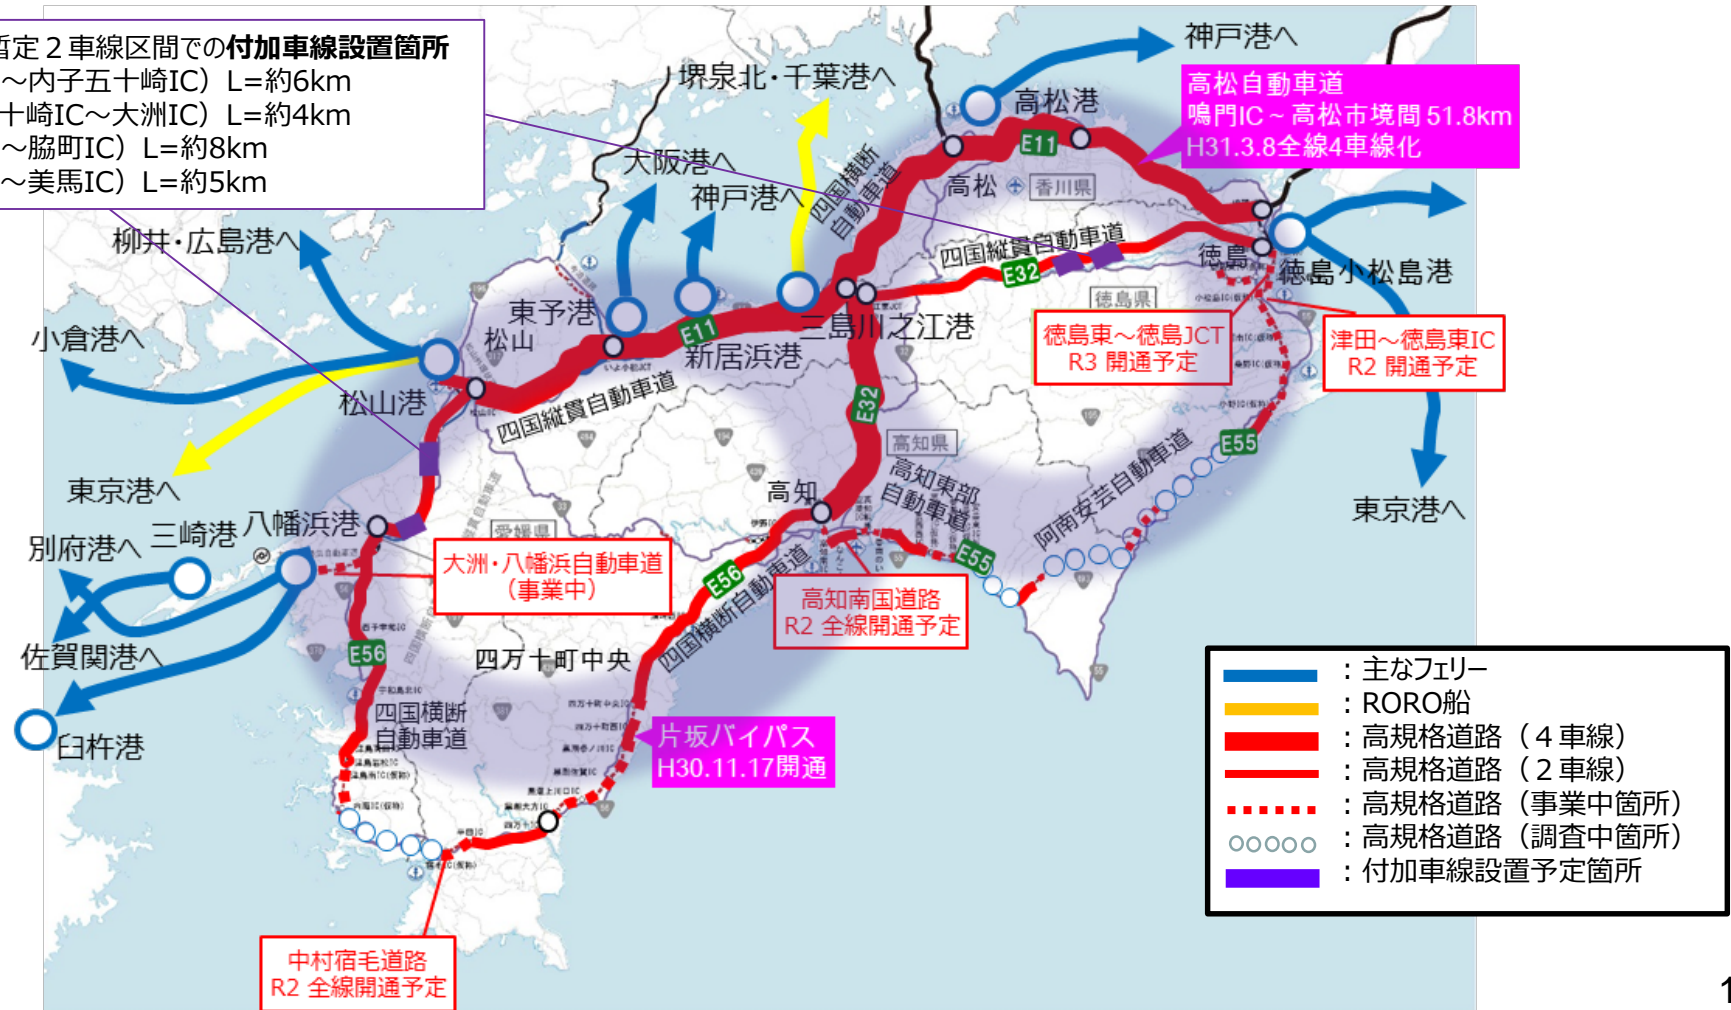 暫定２車線区間での付加車線設置箇所
～内子五十崎IC）L=約6km
十崎IC～大洲IC）L=約4km
～脇町IC）L=約8km
～美馬IC）L=約5km
神戸港へ
堺泉北・千葉港へ
高松港
高松自動車道
鳴門IC～高松市境間 51.8km
H31.3.8全線4車線化
大阪港へ
神戸港へ
四国横断
自動車道
E11
高松
香川県
柳井・広島港へ
四国縦貫自動車道
E32
徳島
徳島小松島港
徳島県
東予港
松山
E11
新居浜港
三島川之江港
小倉港へ
徳島東～徳島JCT
R3 開通予定
津田～徳島東IC
R2 開通予定
松山港
四国縦貫自動車道
E32
高知県
E55
東京港へ
高知
高知東部
自動車道
阿南安芸自動車道
東京港へ
三崎港
八幡浜港
愛媛県
別府港へ
大洲・八幡浜自動車道
（事業中）
E56
四国横断自動車道
E55
高知南国道路
R2 全線開通予定
佐賀関港へ
E56
四万十町中央
四国横断
自動車道
臼杵港
片坂バイパス
H30.11.17開通
中村宿毛道路
R2 全線開通予定
：主なフェリー
：RORO船
：高規格道路（４車線）
：高規格道路（２車線）
：高規格道路（事業中箇所）
：高規格道路（調査中箇所）
：付加車線設置予定箇所
1